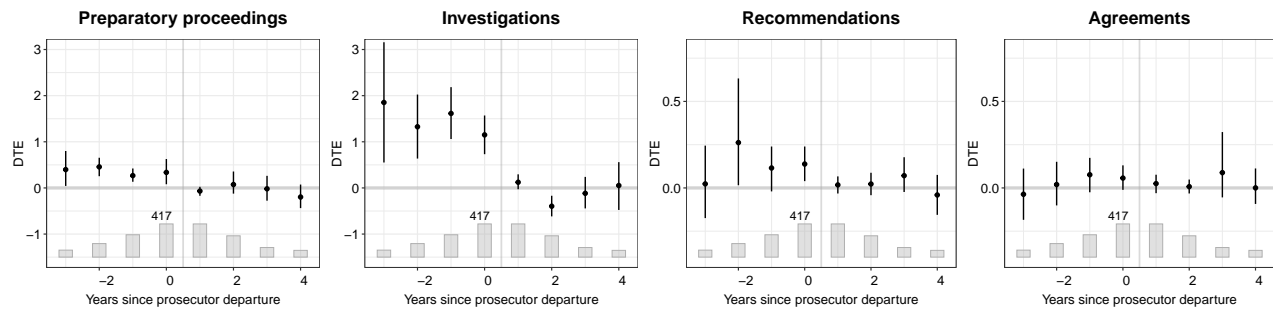 Preparatory proceedings
3
2
1
0
−1
DTE
417
−2
0
2
4
Years since prosecutor departure
Investigations
3
2
1
0
−1
DTE
417
−2
0
2
4
Years since prosecutor departure
Recommendations
0.5
0.0
DTE
417
−2
0
2
4
Years since prosecutor departure
Agreements
0.5
0.0
DTE
417
−2
0
2
4
Years since prosecutor departure